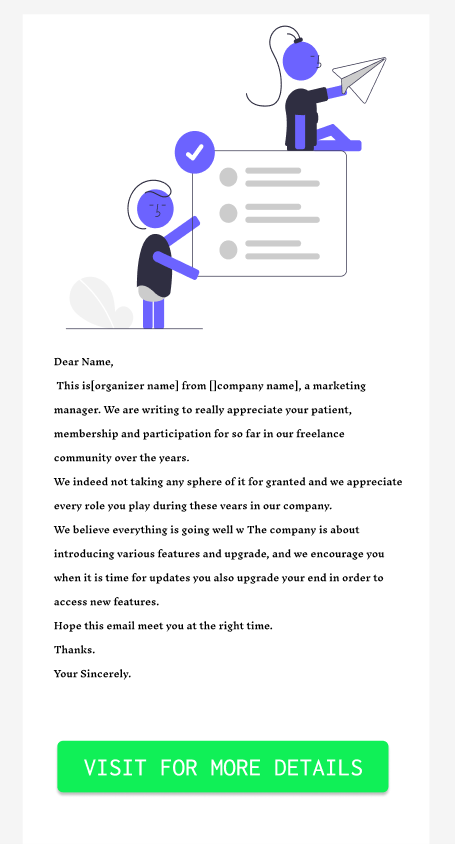 Dear Name,
This is[organizer name] from []company name], a marketing
manager. We are writing to really appreciate your patient,
membership and participation for so far in our freelance
community over the years.
We indeed not taking any sphere of it for granted and we appreciate
every role you play during these years in our company.
We believe everything is going well w The company is about
introducing various features and upgrade, and we encourage you
when it is time for updates you also upgrade your end in order to
access new features.
Hope this email meet you at the right time.
Thanks.
Your Sincerely.
VISIT FOR MORE DETAILS